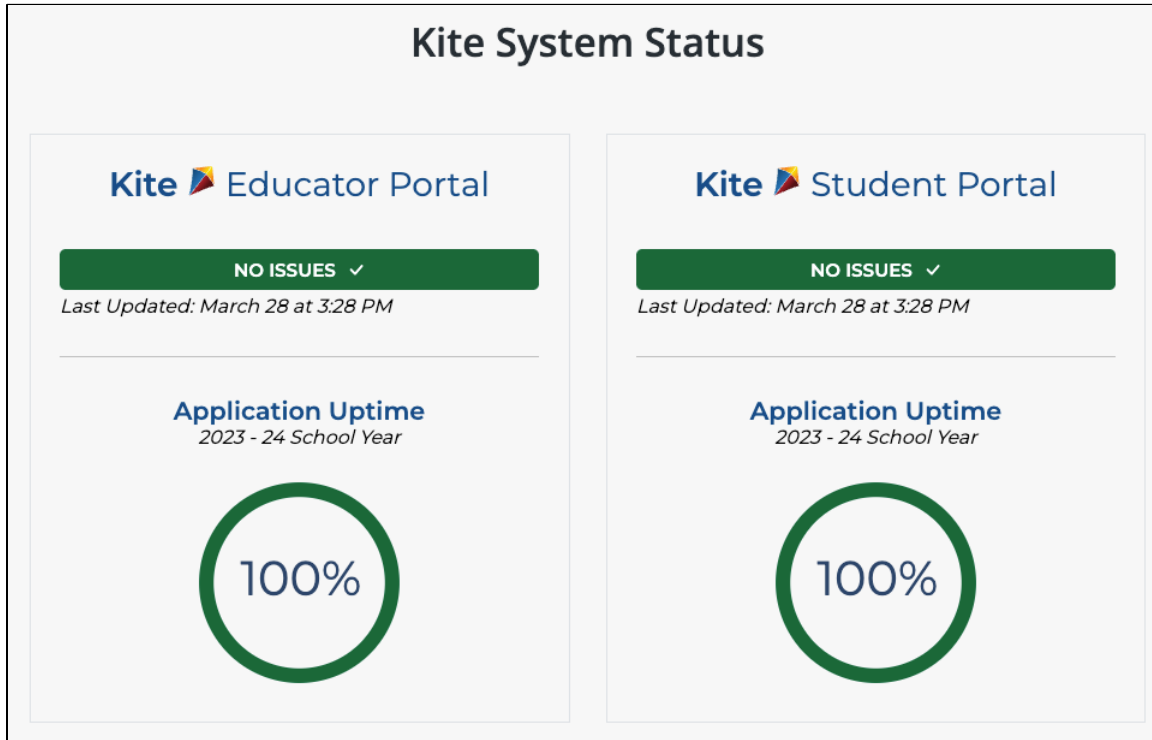 Kite System Status
Kite Educator Portal
NO ISSUES ✓
Last Updated: March 28 at 3:28 PM
Application Uptime
2023 - 24 School Year
100%
Kite Student Portal
NO ISSUES ✓
Last Updated: March 28 at 3:28 PM
Application Uptime
2023 - 24 School Year
100%